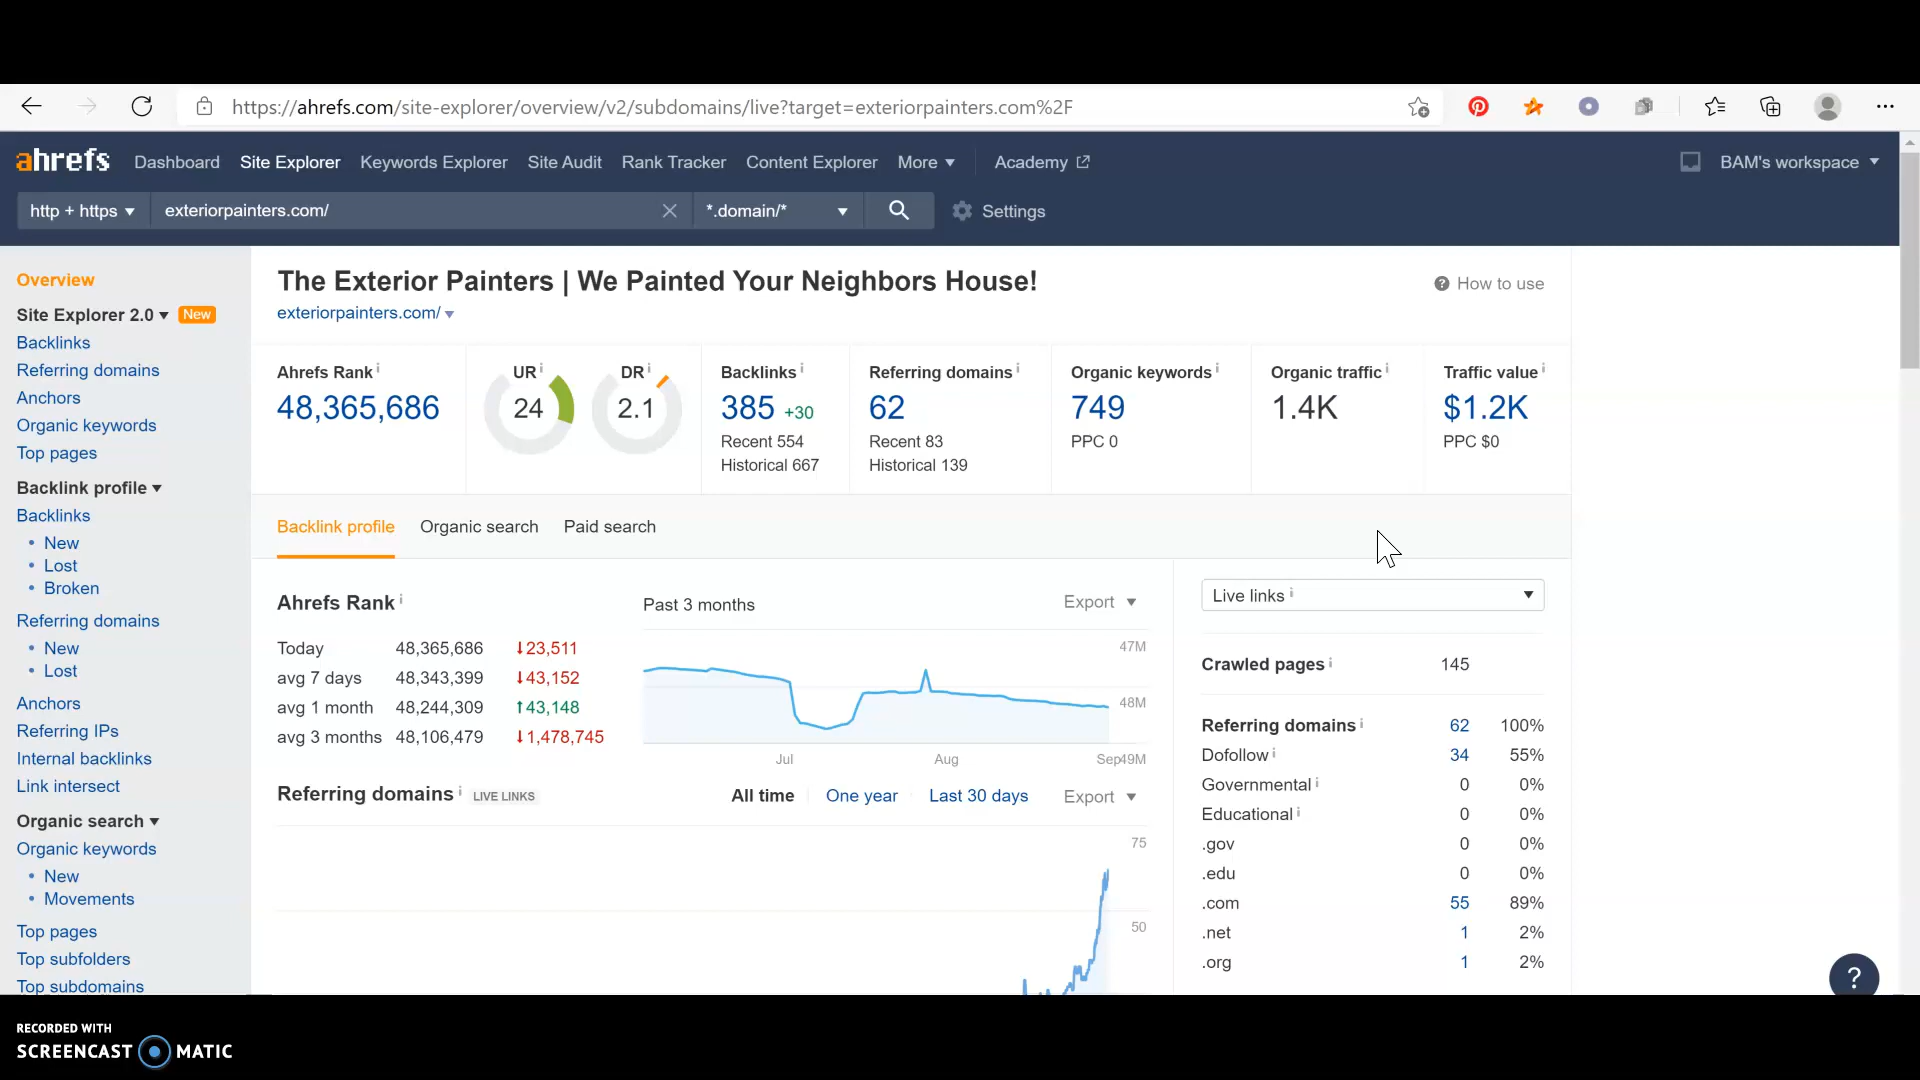 https://ahrefs.com/site-explorer/overview/v2/subdomains/live?target=exteriorpainters.com%2F
ahrefs Dashboard Site Explorer Keywords Explorer Site Audit Rank Tracker Content Explorer More Academy BAM's workspace
http + https exteriorpainters.com/ *.domain/* Settings
Overview
Site Explorer 2.0 New
Backlinks
Referring domains
Anchors
Organic keywords
Top pages
Backlink profile
Backlinks
• New
• Lost
• Broken
Referring domains
• New
• Lost
Anchors
Referring IPs
Internal backlinks
Link intersect
Organic search
Organic keywords
• New
• Movements
Top pages
Top subfolders
Top subdomains
The Exterior Painters | We Painted Your Neighbors House!
How to use
exteriorpainters.com/
Ahrefs Rank
48,365,686
UR
24
DR
2.1
Backlinks
385 +30
Recent 554
Historical 667
Referring domains
62
Recent 83
Historical 139
Organic keywords
749
PPC 0
Organic traffic
1.4K
Traffic value
$1.2K
PPC $0
Backlink profile Organic search Paid search
Ahrefs Rank
Today 48,365,686 ↓23,511
avg 7 days 48,343,399 ↓43,152
avg 1 month 48,244,309 ↑43,148
avg 3 months 48,106,479 ↓1,478,745
Past 3 months
Export
47M
48M
Jul Aug Sep49M
Referring domains LIVE LINKS All time One year Last 30 days Export
75
50
Live links
Crawled pages 145
Referring domains 62 100%
Dofollow 34 55%
Governmental 0 0%
Educational 0 0%
.gov 0 0%
.edu 0 0%
.com 55 89%
.net 1 2%
.org 1 2%
?
RECORDED WITH
SCREENCAST MATIC